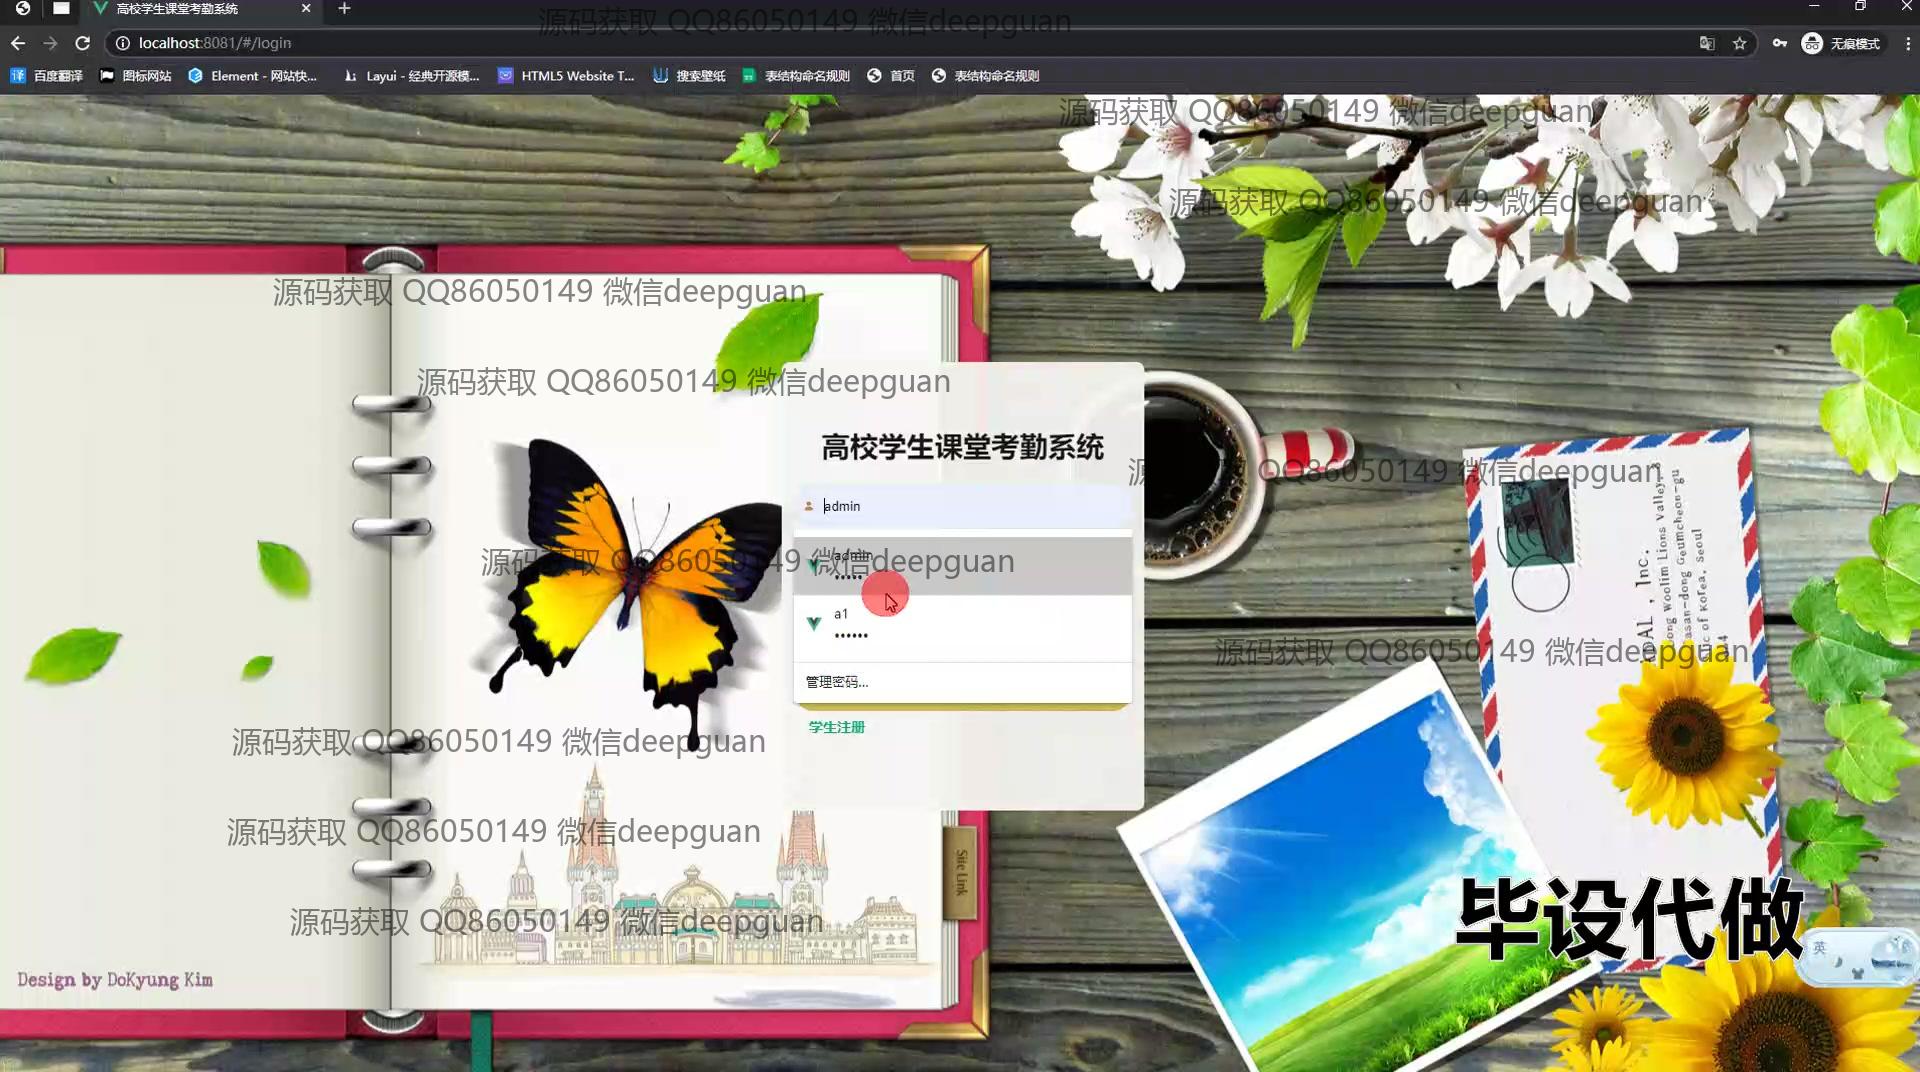 高校学生课堂考勤系统
localhost:8081/#/login
无痕模式
百度翻译
图标网站
Element - 网站快...
Layui - 经典开源模...
HTML5 Website T...
搜索壁纸
表结构命名规则
首页
表结构命名规则
源码获取 QQ86050149 微信deepguan
源码获取 QQ86050149 微信deepguan
源码获取 QQ86050149 微信deepguan
源码获取 QQ86050149 微信deepguan
源码获取 QQ86050149 微信deepguan
高校学生课堂考勤系统
源码获取 QQ86050149 微信deepguan
admin
admin
•••••
源码获取 QQ86050149 微信deepguan
a1
••••••
源码获取 QQ86050149 微信deepguan
管理密码...
学生注册
源码获取 QQ86050149 微信deepguan
源码获取 QQ86050149 微信deepguan
Site Link
源码获取 QQ86050149 微信deepguan
毕设代做
英
Design by DoKyung Kim